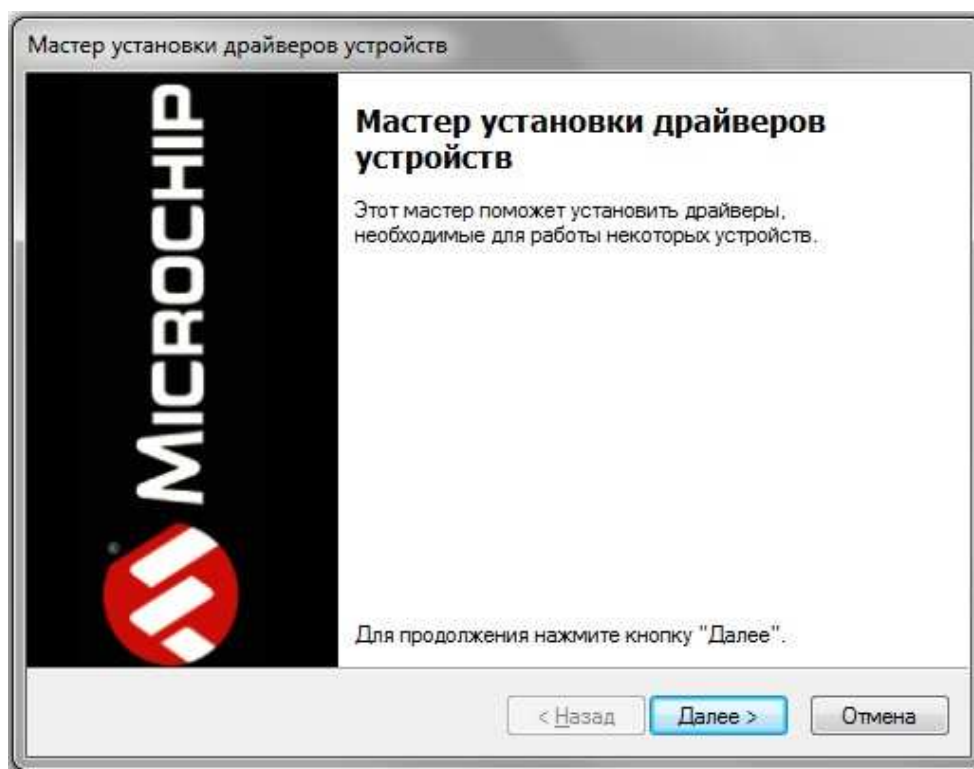 Мастер установки драйверов устройств
MICROCHIP
Мастер установки драйверов
устройств
Этот мастер поможет установить драйверы,
необходимые для работы некоторых устройств.
Для продолжения нажмите кнопку "Далее".
< Назад
Далее >
Отмена